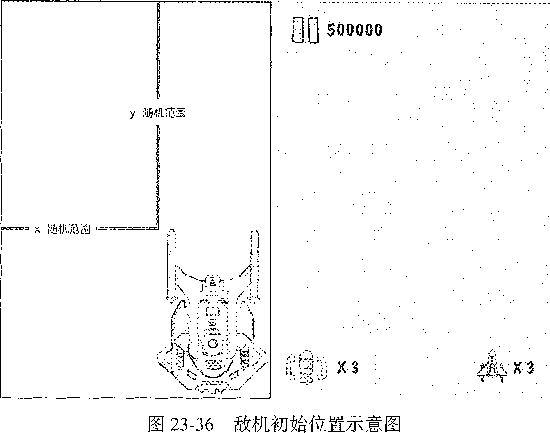 500000
y 随机范围
x 随机范围
X 3
X 3
图 23-36 敌机初始位置示意图